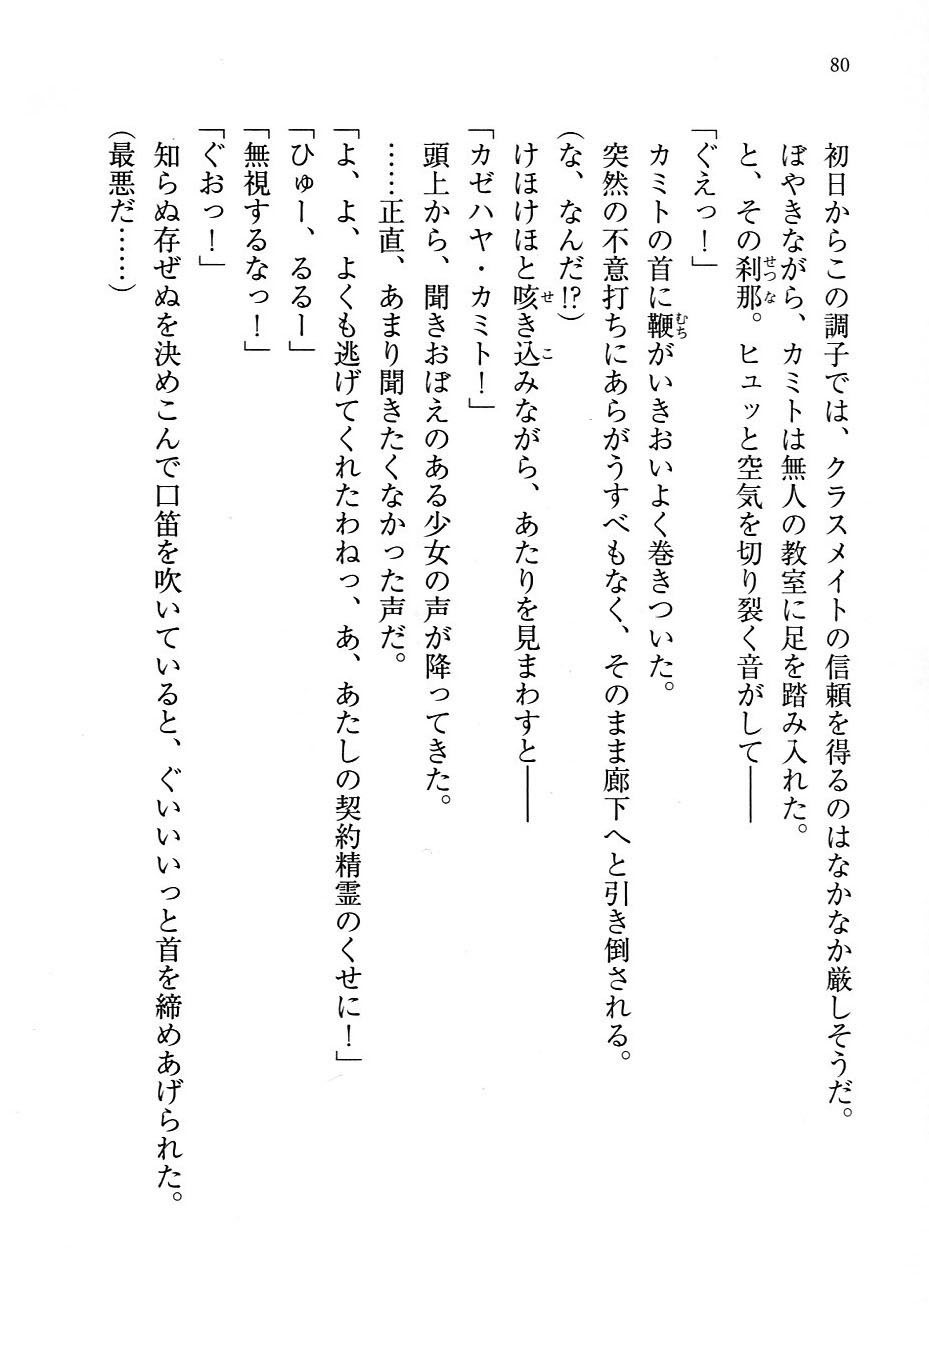 80
初日からこの調子では、クラスメイトの信頼を得るのはなかなか厳しそうだ。
ぼやきながら、カミトは無人の教室に足を踏み入れた。
と、その刹那。ヒュッと空気を切り裂く音がして――
「ぐえっ！」
カミトの首に鞭がいきおいよく巻きついた。
突然の不意打ちにあらがうすべもなく、そのまま廊下へと引き倒される。
（な、なんだ!?）
けほけほと咳き込みながら、あたりを見まわすと――
「カゼハヤ・カミト！」
頭上から、聞きおぼえのある少女の声が降ってきた。
……正直、あまり聞きたくなかった声だ。
「よ、よ、よくも逃げてくれたわねっ、あ、あたしの契約精霊のくせに！」
「ひゅー、るるー」
「無視するなっ！」
「ぐおっ！」
知らぬ存ぜぬを決めこんで口笛を吹いていると、ぐいいいっと首を締めあげられた。
（最悪だ……）